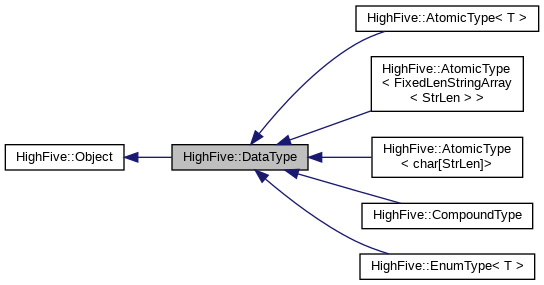 HighFive::AtomicType< T >
HighFive::AtomicType
< FixedLenStringArray
< StrLen > >
HighFive::Object
HighFive::DataType
HighFive::AtomicType
< char[StrLen]>
HighFive::CompoundType
HighFive::EnumType< T >